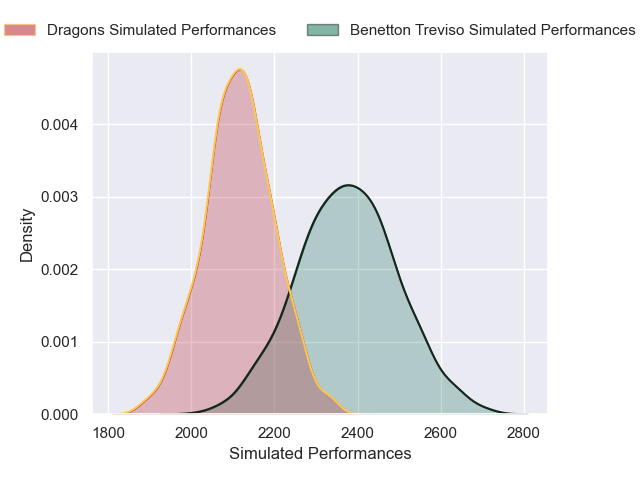 Dragons Simulated Performances
Benetton Treviso Simulated Performances
0.004
0.003
0.002
0.001
0.000
Density
1800 2000 2200 2400 2600 2800
Simulated Performances